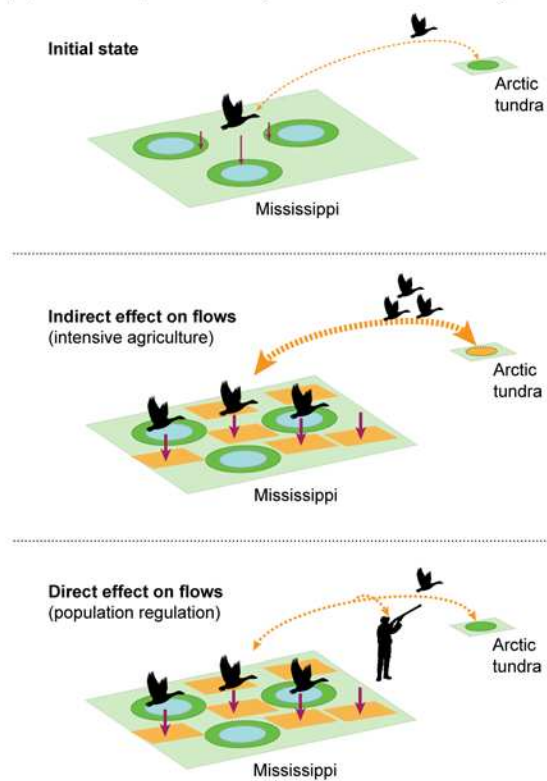 Initial state
Arctic
tundra
Mississippi
Indirect effect on flows
(intensive agriculture)
Arctic
tundra
Mississippi
Direct effect on flows
(population regulation)
Arctic
tundra
Mississippi